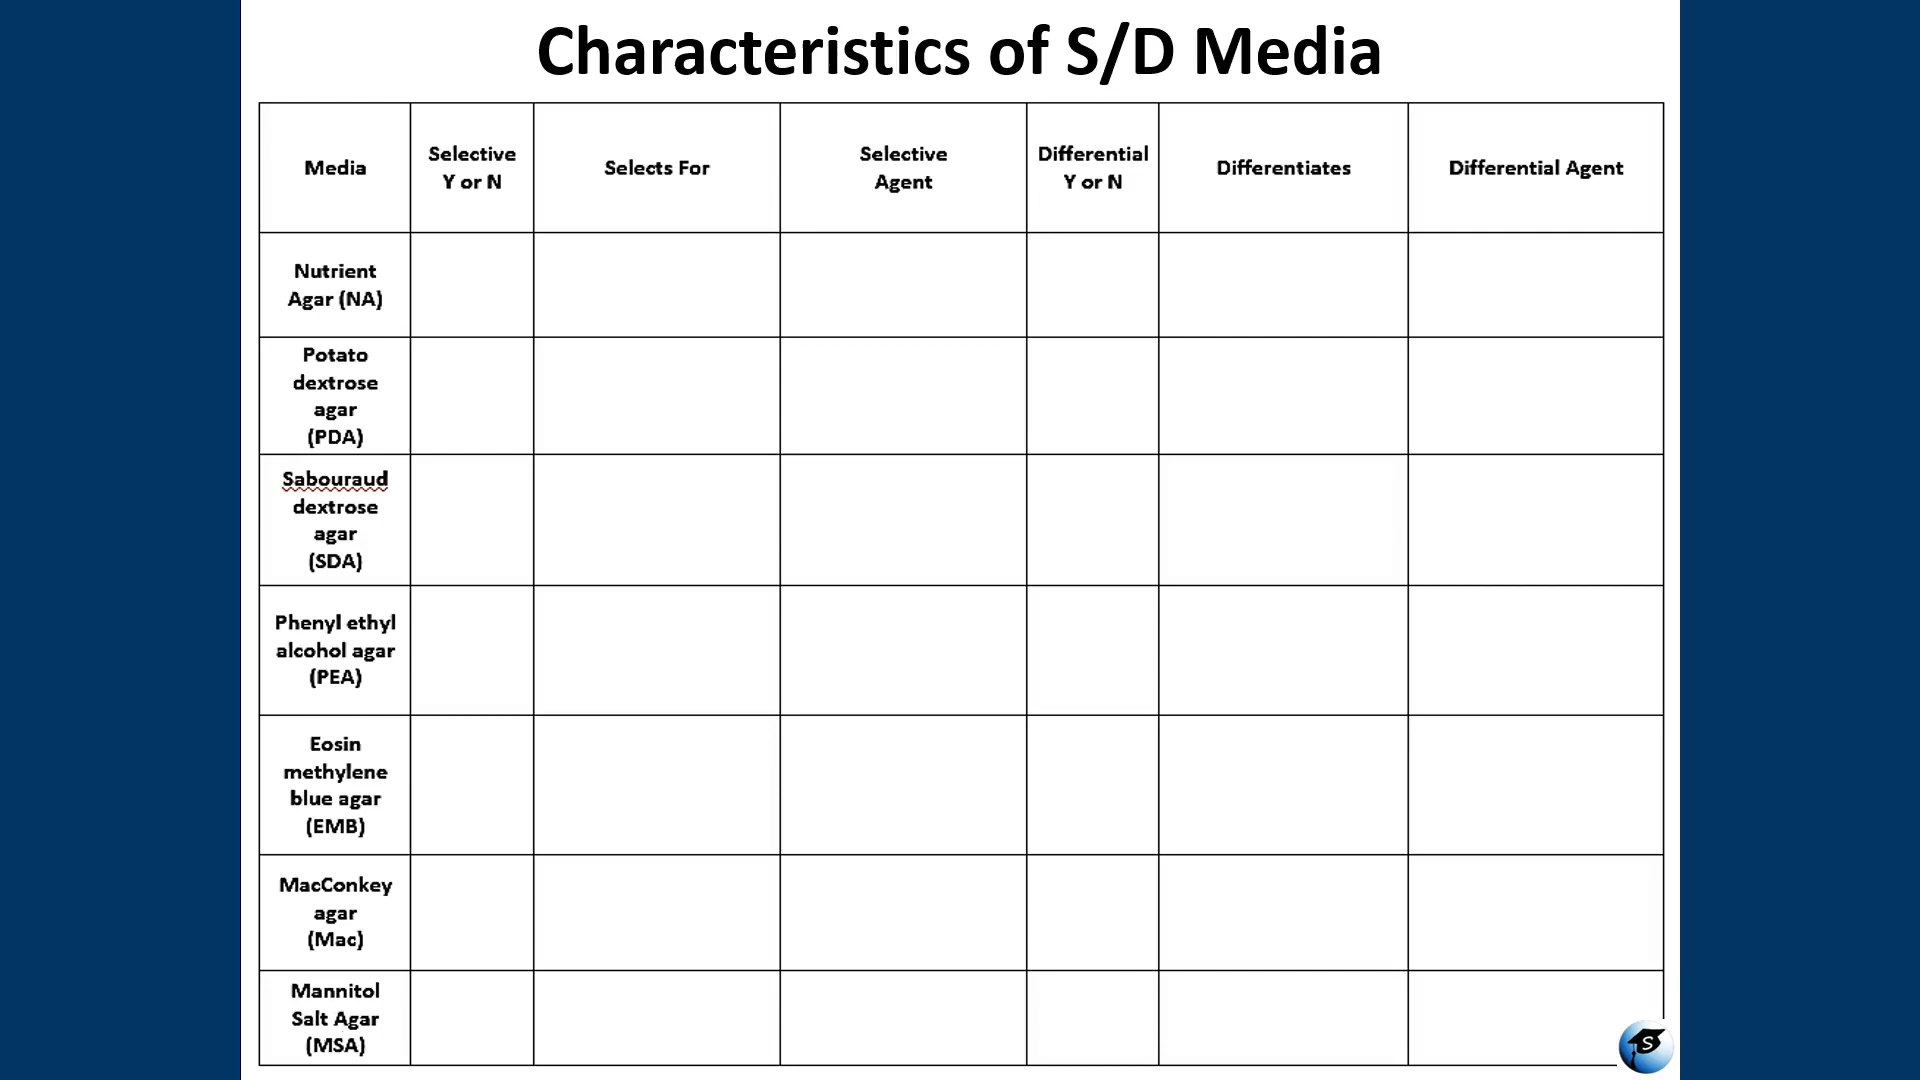 Characteristics of S/D Media
Media
Selective
Y or N
Selects For
Selective
Agent
Differential
Y or N
Differentiates
Differential Agent
Nutrient
Agar (NA)
Potato
dextrose
agar
(PDA)
Sabouraud
dextrose
agar
(SDA)
Phenyl ethyl
alcohol agar
(PEA)
Eosin
methylene
blue agar
(EMB)
MacConkey
agar
(Mac)
Mannitol
Salt Agar
(MSA)
S